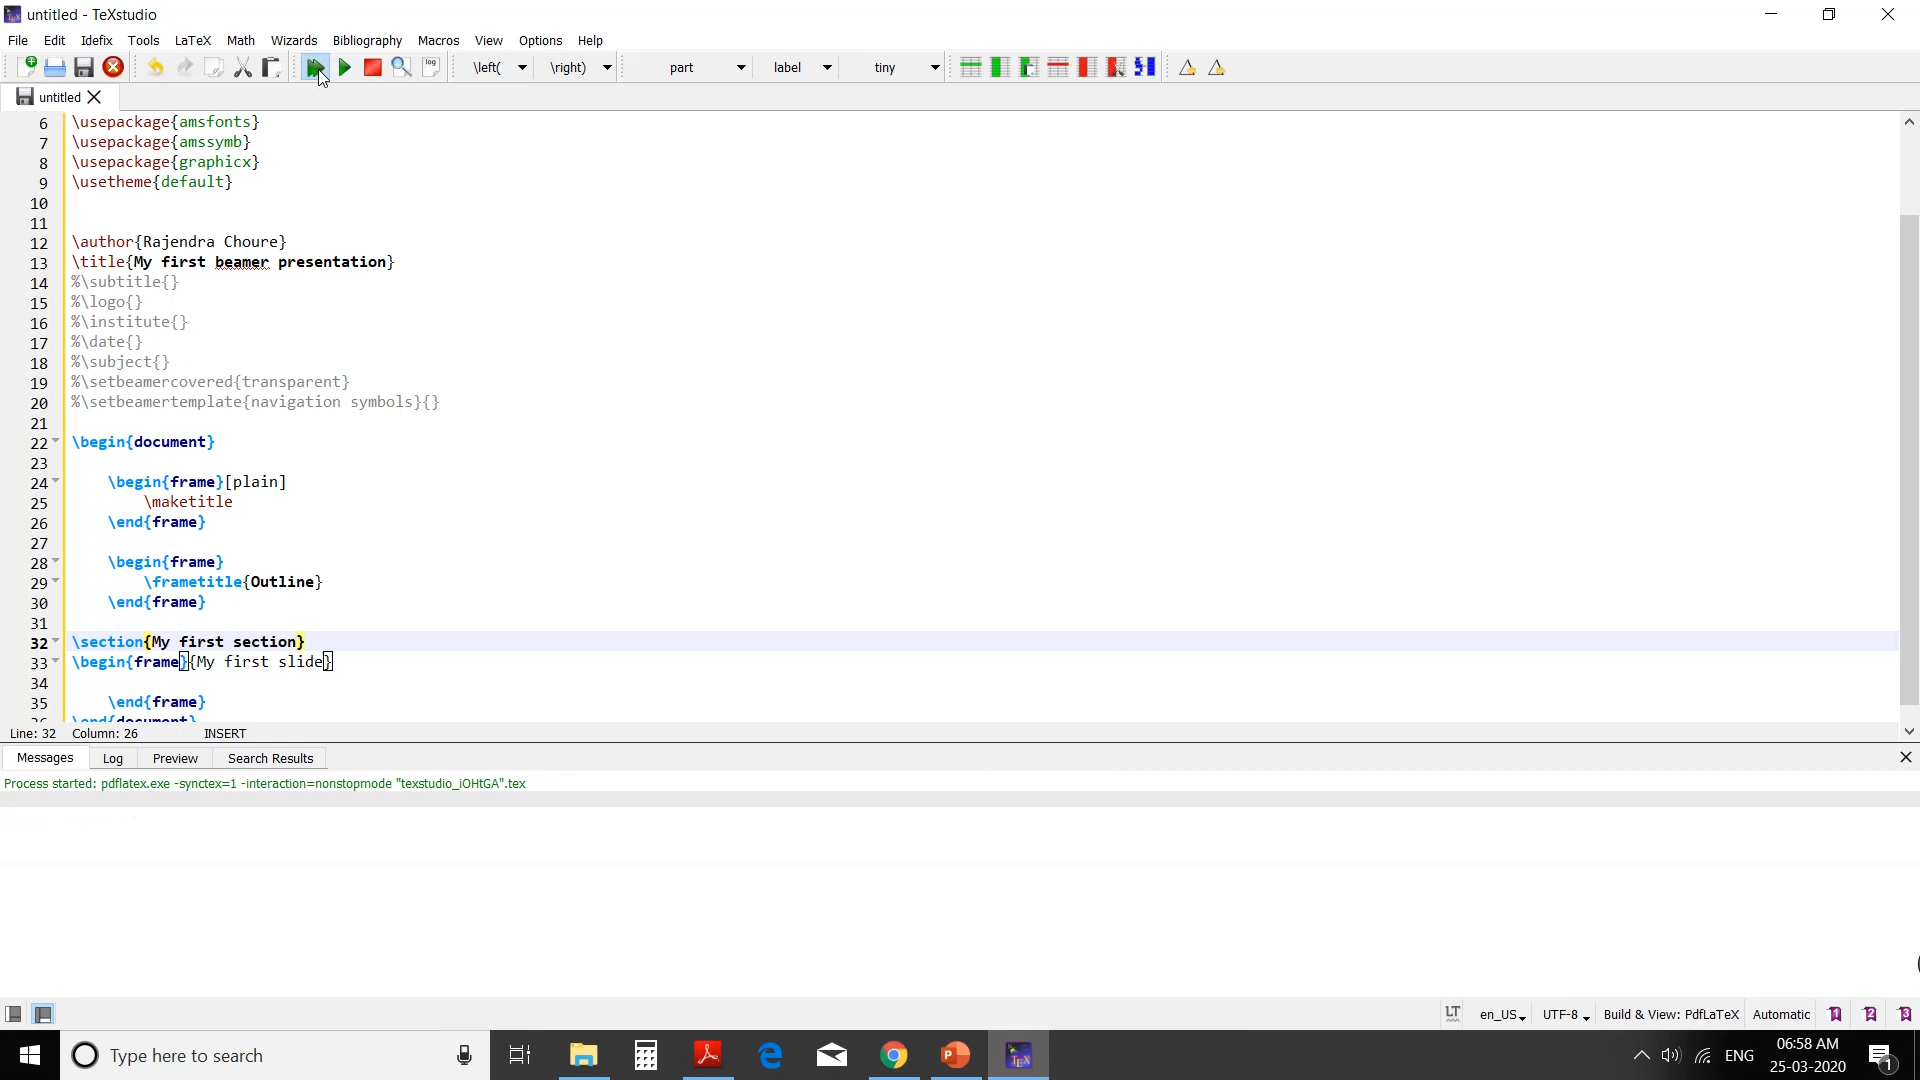 untitled - TeXstudio
File Edit Idefix Tools LaTeX Math Wizards Bibliography Macros View Options Help
log \left( \right) part label tiny
untitled
6 \usepackage{amsfonts}
7 \usepackage{amssymb}
8 \usepackage{graphicx}
9 \usetheme{default}
10
11
12 \author{Rajendra Choure}
13 \title{My first beamer presentation}
14 %\subtitle{}
15 %\logo{}
16 %\institute{}
17 %\date{}
18 %\subject{}
19 %\setbeamercovered{transparent}
20 %\setbeamertemplate{navigation symbols}{}
21
22 \begin{document}
23
24 \begin{frame}[plain]
25 \maketitle
26 \end{frame}
27
28 \begin{frame}
29 \frametitle{Outline}
30 \end{frame}
31
32 \section{My first section}
33 \begin{frame}{My first slide}
34
35 \end{frame}
36 \end{document}
Line: 32 Column: 26 INSERT
Messages Log Preview Search Results
Process started: pdflatex.exe -synctex=1 -interaction=nonstopmode "texstudio_iOHtGA".tex
LT en_US UTF-8 Build & View: PdfLaTeX Automatic 1 2 3
Type here to search
ENG
06:58 AM
25-03-2020
1